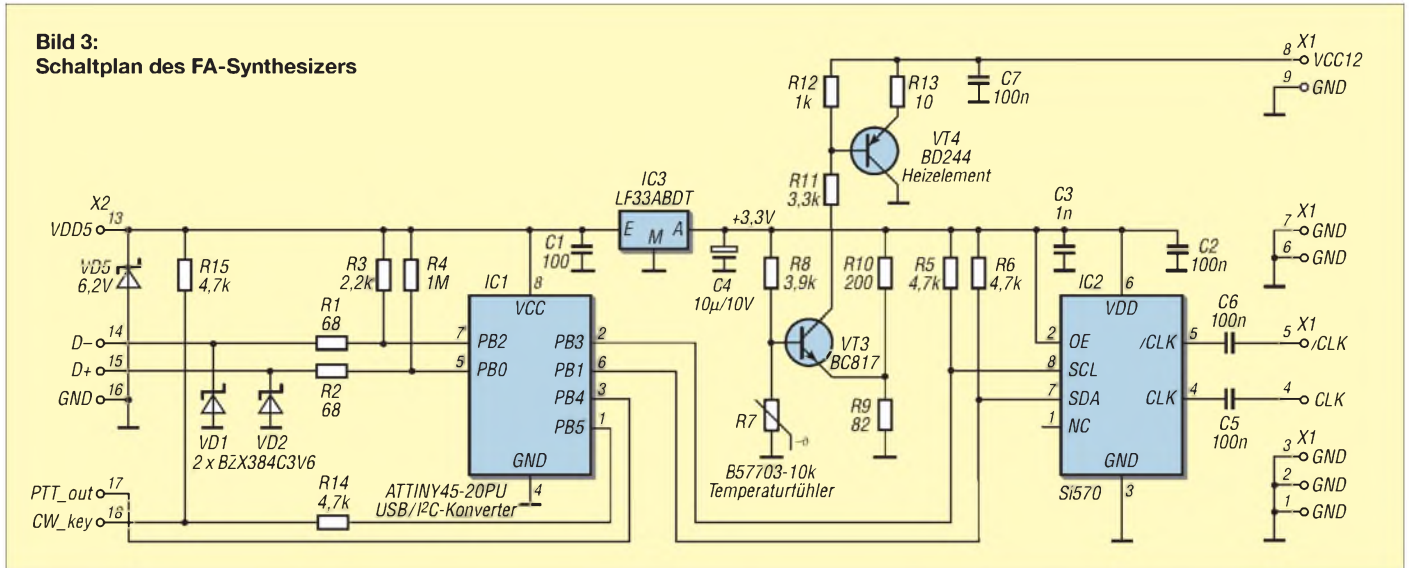 Bild 3:
Schaltplan des FA-Synthesizers
X1
8 VCC12
9 GND
R12
1k
R13
10
C7
100n
VT4
BD244
Heizelement
R11
3,3k
IC3
LF33ABDT
E M A
+3,3V
C3
1n
X2
13
VDD5
VD5
6,2V
R15
4,7k
R3
2,2k
R4
1M
C1
100
C4
10µ/10V
R8
3,9k
R10
200
R5
4,7k
R6
4,7k
C2
100n
X1
7 GND
6 GND
IC1
8
VCC
7 PB2
5 PB0
PB3 2
PB1 6
PB4 3
PB5 1
GND
4
ATTINY45-20PU
USB/I²C-Konverter
R1
68
R2
68
D– 14
D+ 15
GND 16
VD1
VD2
2 x BZX384C3V6
VT3
BC817
R7
R9
82
B57703-10k
Temperaturfühler
IC2
6
VDD
2 OE
8 SCL
7 SDA
1 NC
/CLK 5
CLK 4
GND
3
Si570
C6
100n
X1
5
/CLK
C5
100n
4
CLK
X1
3 GND
2 GND
1 GND
PTT_out 17
CW_key 18
R14
4,7k